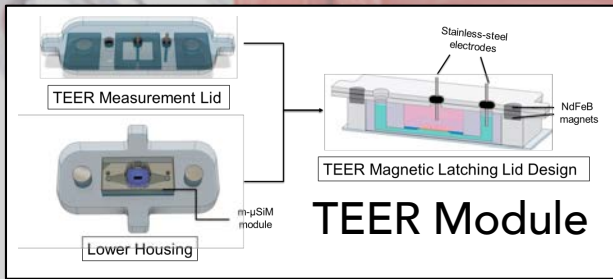 Stainless-steel
electrodes
TEER Measurement Lid
NdFeB
magnets
TEER Magnetic Latching Lid Design
m-μSiM
module
Lower Housing
TEER Module